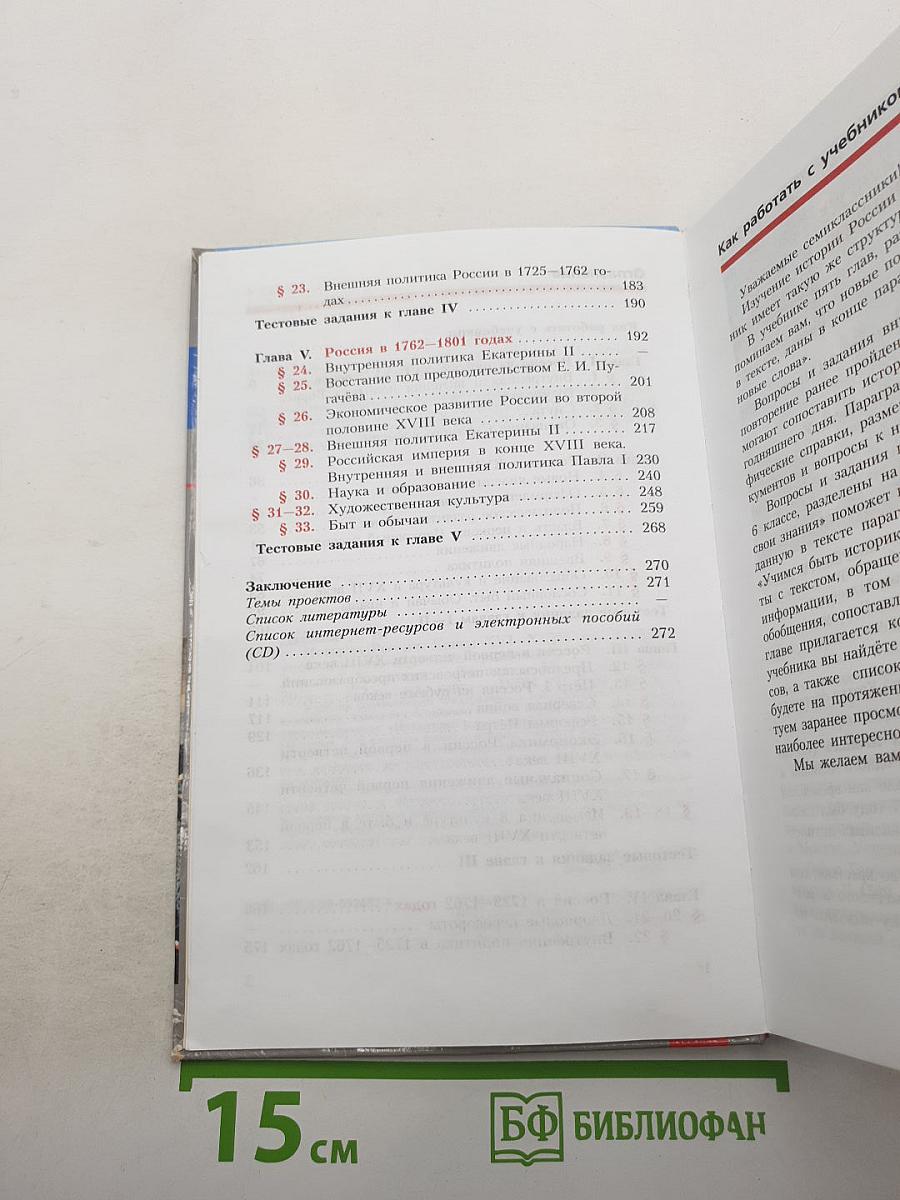 § 23. Внешняя политика России в 1725—1762 го-
дах 183
Тестовые задания к главе IV 190
Глава V. Россия в 1762—1801 годах 192
§ 24. Внутренняя политика Екатерины II —
§ 25. Восстание под предводительством Е. И. Пу-
гачёва 201
§ 26. Экономическое развитие России во второй
половине XVIII века 208
§ 27—28. Внешняя политика Екатерины II 217
§ 29. Российская империя в конце XVIII века.
Внутренняя и внешняя политика Павла I 230
§ 30. Наука и образование 240
§ 31—32. Художественная культура 248
§ 33. Быт и обычаи 259
Тестовые задания к главе V 268
Заключение 270
Темы проектов 271
Список литературы —
Список интернет-ресурсов и электронных пособий
(CD) 272
Как работать с учебником
Уважаемые семиклассники!
Изучение истории России
ник имеет такую же структур
В учебнике пять глав, раз
поминаем вам, что новые по
в тексте, даны в конце пара
новые слова».
Вопросы и задания вну
повторение ранее пройден
могают сопоставить истор
годняшнего дня. Параграф
фические справки, разме
кументов и вопросы к н
Вопросы и задания к
6 классе, разделены на
свои знания» поможет
данную в тексте параг
«Учимся быть историк
ты с текстом, обраще
информации, в том
обобщения, сопоставл
главе прилагается ко
учебника вы найдёте
сов, а также список
будете на протяжени
туем заранее просмо
наиболее интересно
Мы желаем вам
15 см
БФ БИБЛИОФАН